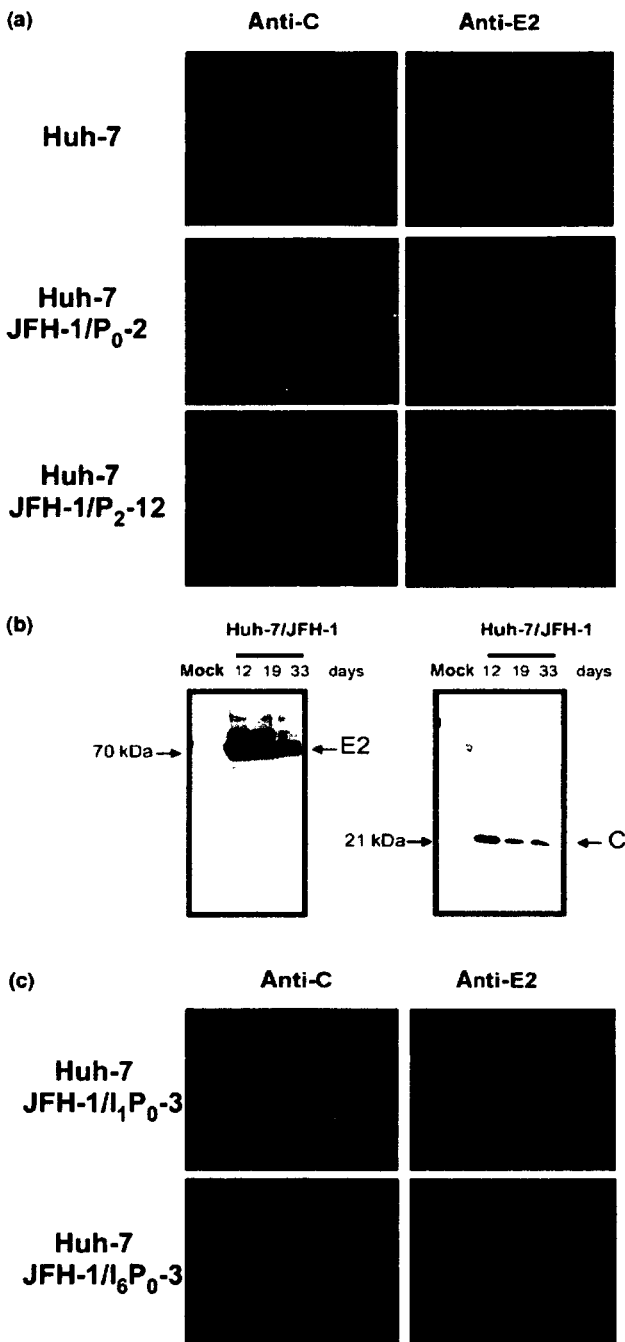 (a)
Anti-C Anti-E2
Huh-7
Huh-7
JFH-1/P₀-2
Huh-7
JFH-1/P₂-12
(b)
Huh-7/JFH-1 Huh-7/JFH-1
Mock 12 19 33 days Mock 12 19 33 days
70 kDa→ ←E2
21 kDa→ ← C
(c)
Anti-C Anti-E2
Huh-7
JFH-1/I₁P₀-3
Huh-7
JFH-1/I₆P₀-3